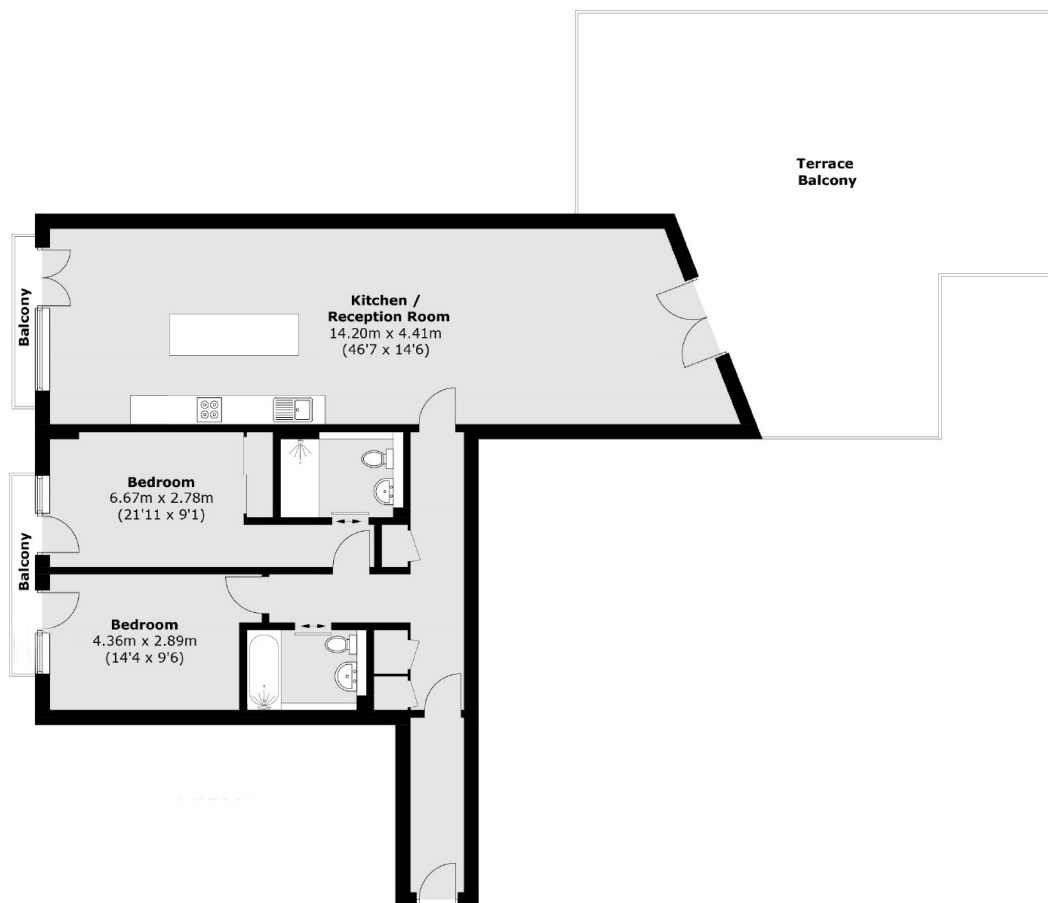 Terrace
Balcony
Balcony
Kitchen /
Reception Room
14.20m x 4.41m
(46'7 x 14'6)
Bedroom
6.67m x 2.78m
(21'11 x 9'1)
Balcony
Bedroom
4.36m x 2.89m
(14'4 x 9'6)